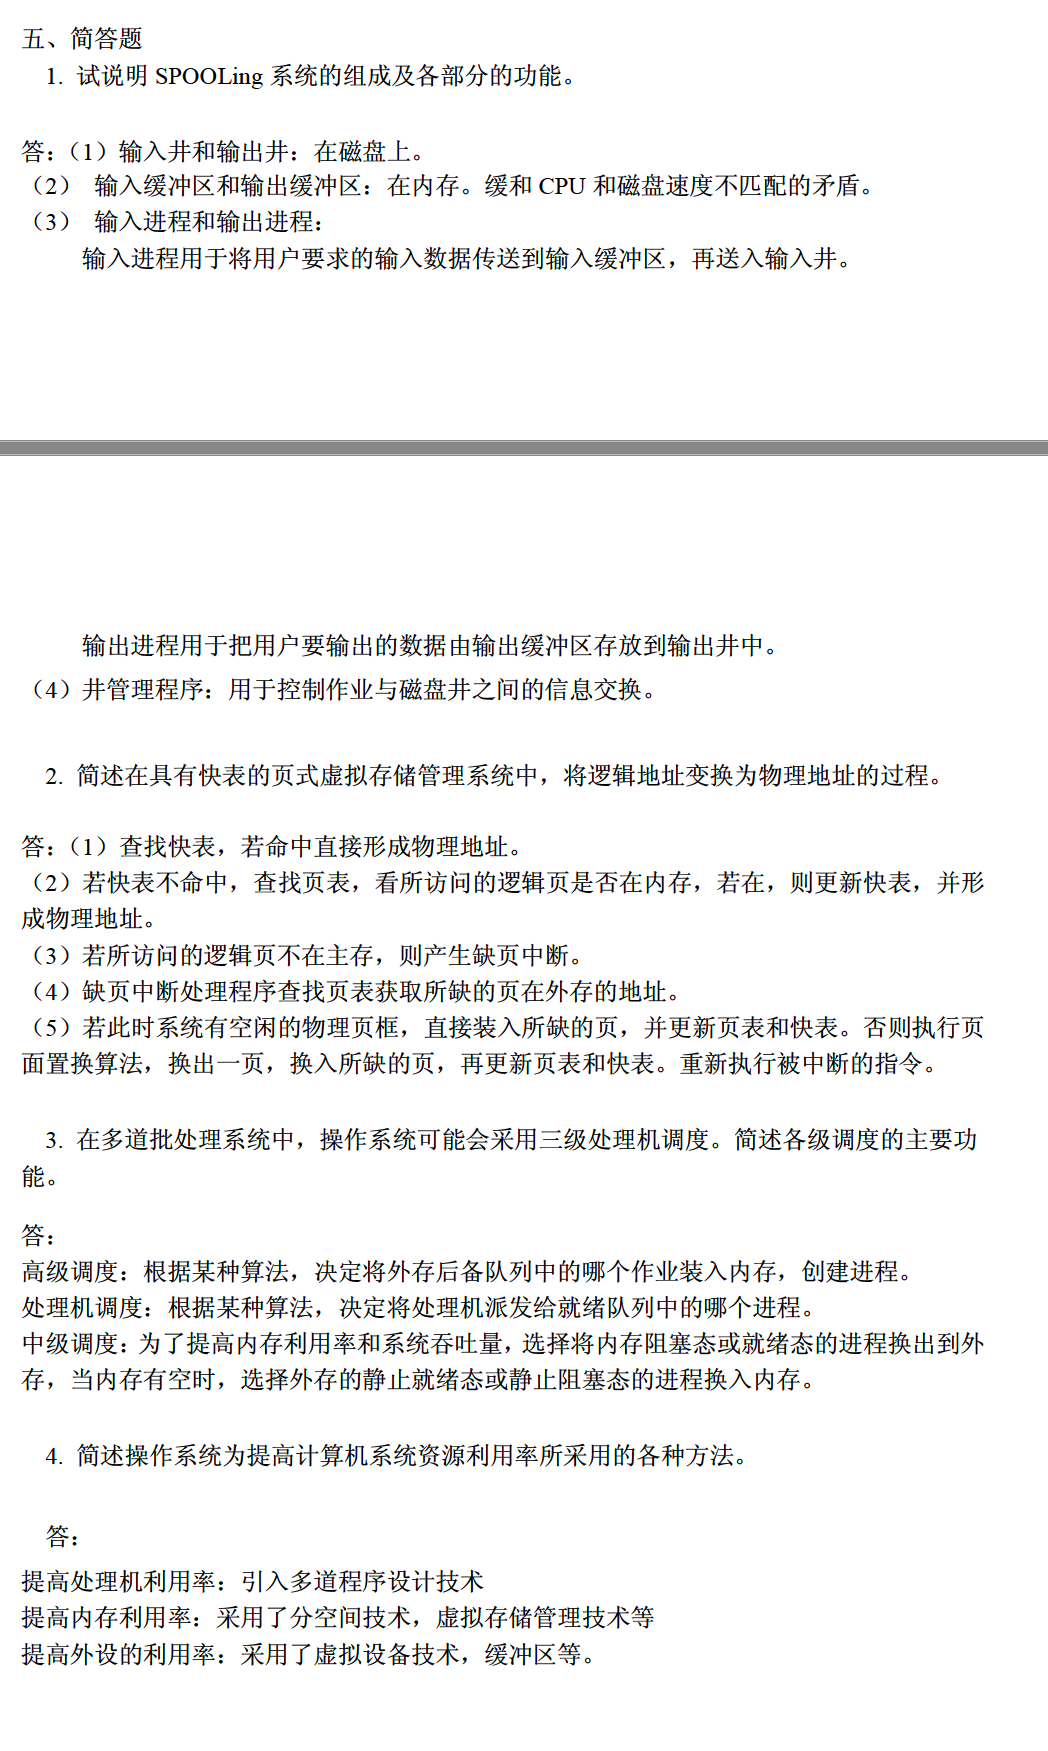 五、简答题
1. 试说明 SPOOLing 系统的组成及各部分的功能。
答：（1）输入井和输出井：在磁盘上。
（2） 输入缓冲区和输出缓冲区：在内存。缓和 CPU 和磁盘速度不匹配的矛盾。
（3） 输入进程和输出进程：
输入进程用于将用户要求的输入数据传送到输入缓冲区，再送入输入井。
输出进程用于把用户要输出的数据由输出缓冲区存放到输出井中。
（4）井管理程序：用于控制作业与磁盘井之间的信息交换。
2. 简述在具有快表的页式虚拟存储管理系统中，将逻辑地址变换为物理地址的过程。
答：（1）查找快表，若命中直接形成物理地址。
（2）若快表不命中，查找页表，看所访问的逻辑页是否在内存，若在，则更新快表，并形
成物理地址。
（3）若所访问的逻辑页不在主存，则产生缺页中断。
（4）缺页中断处理程序查找页表获取所缺的页在外存的地址。
（5）若此时系统有空闲的物理页框，直接装入所缺的页，并更新页表和快表。否则执行页
面置换算法，换出一页，换入所缺的页，再更新页表和快表。重新执行被中断的指令。
3. 在多道批处理系统中，操作系统可能会采用三级处理机调度。简述各级调度的主要功
能。
答：
高级调度：根据某种算法，决定将外存后备队列中的哪个作业装入内存，创建进程。
处理机调度：根据某种算法，决定将处理机派发给就绪队列中的哪个进程。
中级调度：为了提高内存利用率和系统吞吐量，选择将内存阻塞态或就绪态的进程换出到外
存，当内存有空时，选择外存的静止就绪态或静止阻塞态的进程换入内存。
4. 简述操作系统为提高计算机系统资源利用率所采用的各种方法。
答：
提高处理机利用率：引入多道程序设计技术
提高内存利用率：采用了分空间技术，虚拟存储管理技术等
提高外设的利用率：采用了虚拟设备技术，缓冲区等。